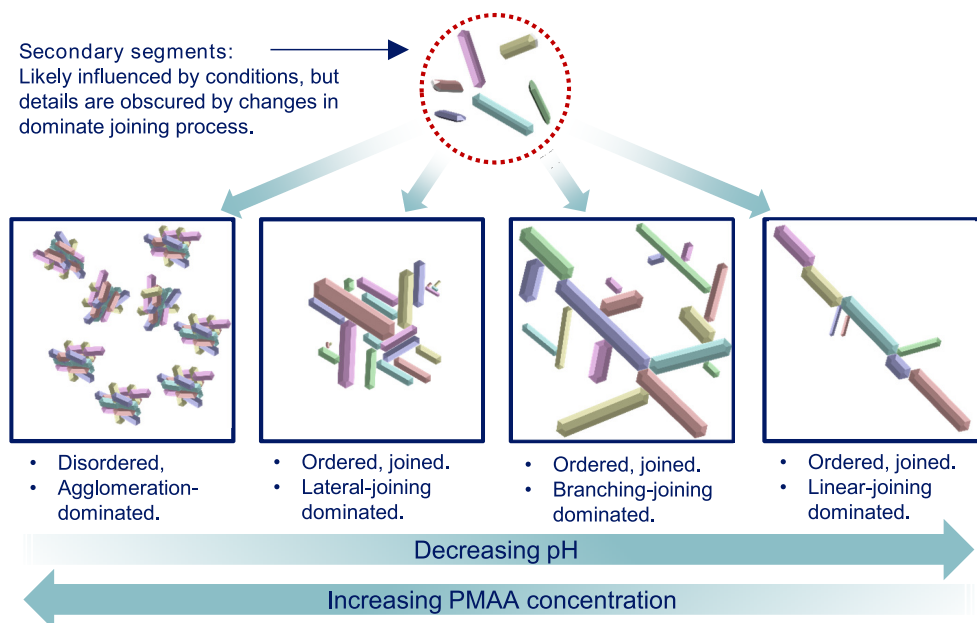 Secondary segments:
Likely influenced by conditions, but
details are obscured by changes in
dominate joining process.
• Disordered,
• Agglomeration-
dominated.
• Ordered, joined.
• Lateral-joining
dominated.
• Ordered, joined.
• Branching-joining
dominated.
• Ordered, joined.
• Linear-joining
dominated.
Decreasing pH
Increasing PMAA concentration